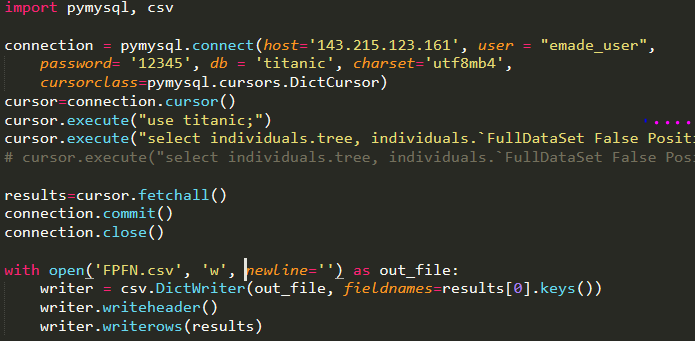 import pymysql, csv
connection = pymysql.connect(host='143.215.123.161', user = "emade_user",
password= '12345', db = 'titanic', charset='utf8mb4',
cursorclass=pymysql.cursors.DictCursor)
cursor=connection.cursor()
cursor.execute("use titanic;")
cursor.execute("select individuals.tree, individuals.`FullDataSet False Positi
# cursor.execute("select individuals.tree, individuals.`FullDataSet False Posi
results=cursor.fetchall()
connection.commit()
connection.close()
with open('FPFN.csv', 'w', newline='') as out_file:
writer = csv.DictWriter(out_file, fieldnames=results[0].keys())
writer.writeheader()
writer.writerows(results)